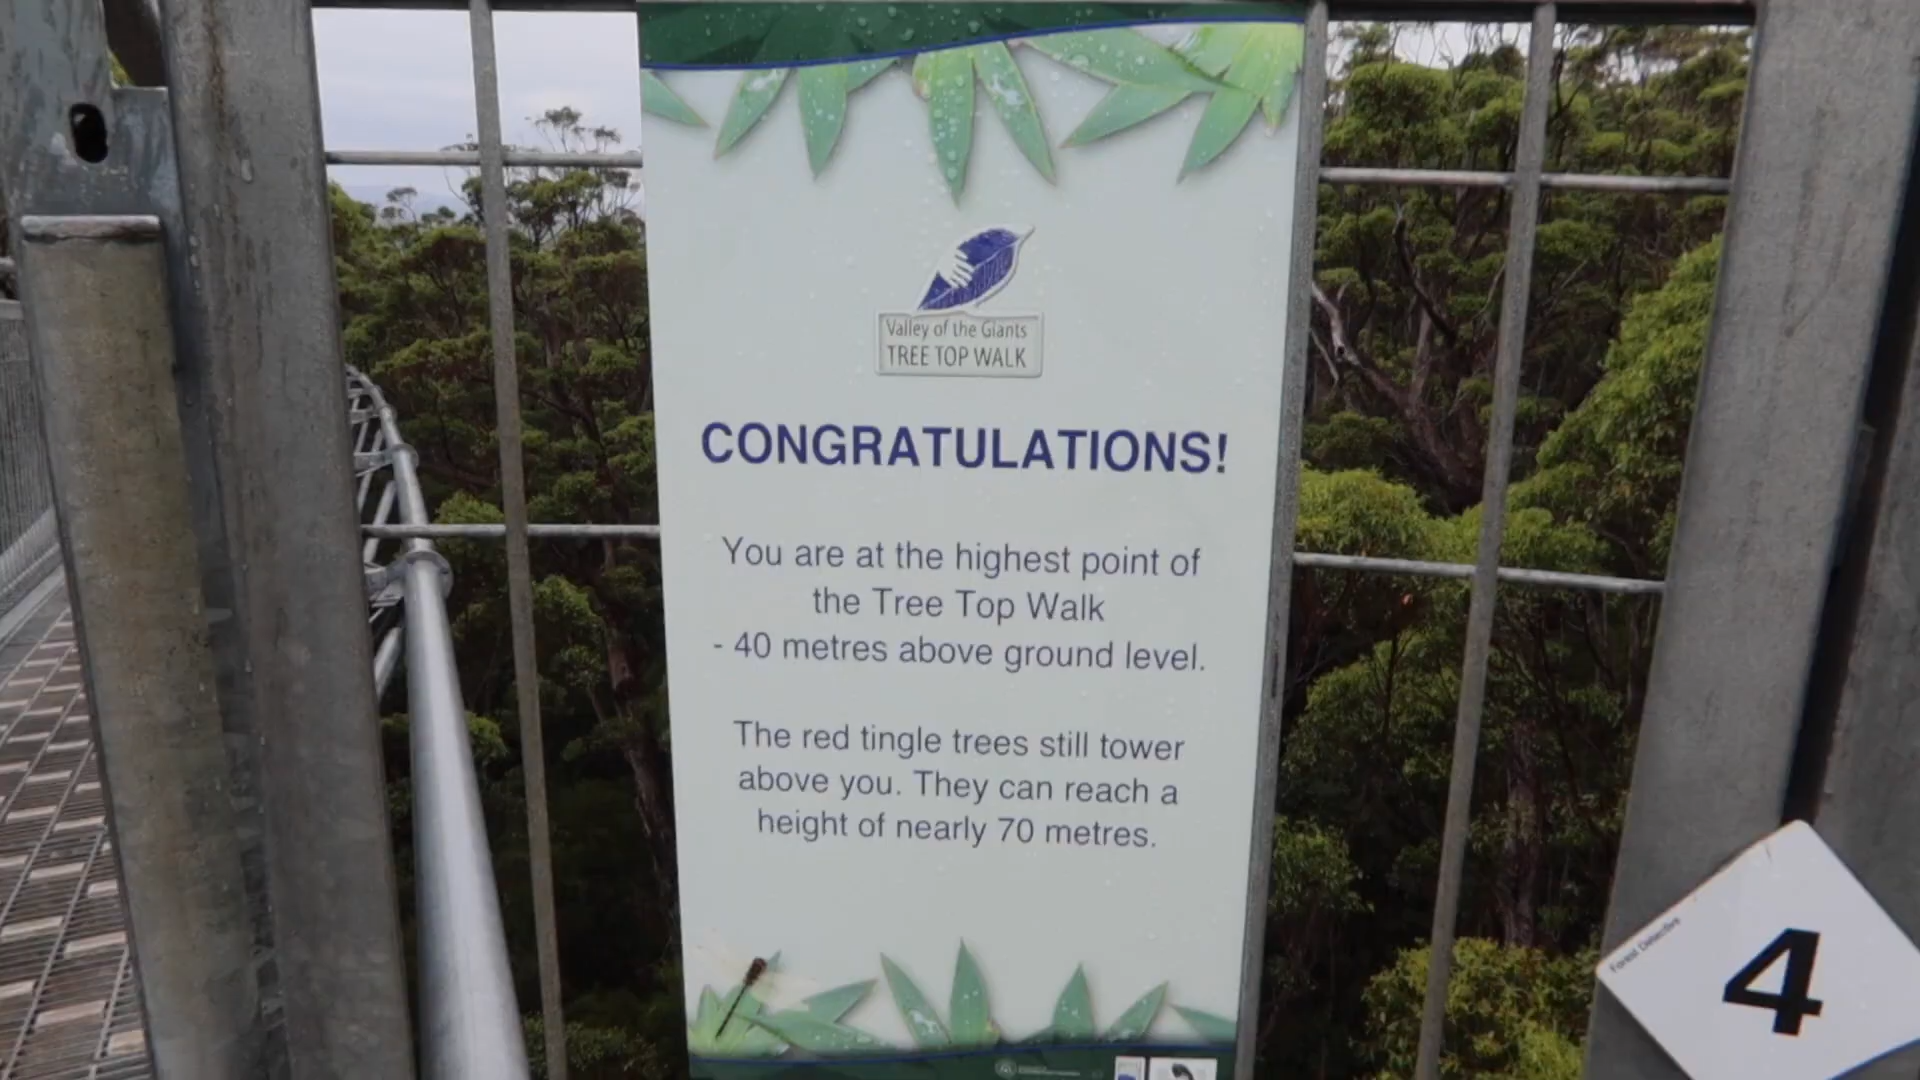 Valley of the Giants
TREE TOP WALK
CONGRATULATIONS!
You are at the highest point of
the Tree Top Walk
- 40 metres above ground level.
The red tingle trees still tower
above you. They can reach a
height of nearly 70 metres.
Forest Detective
4